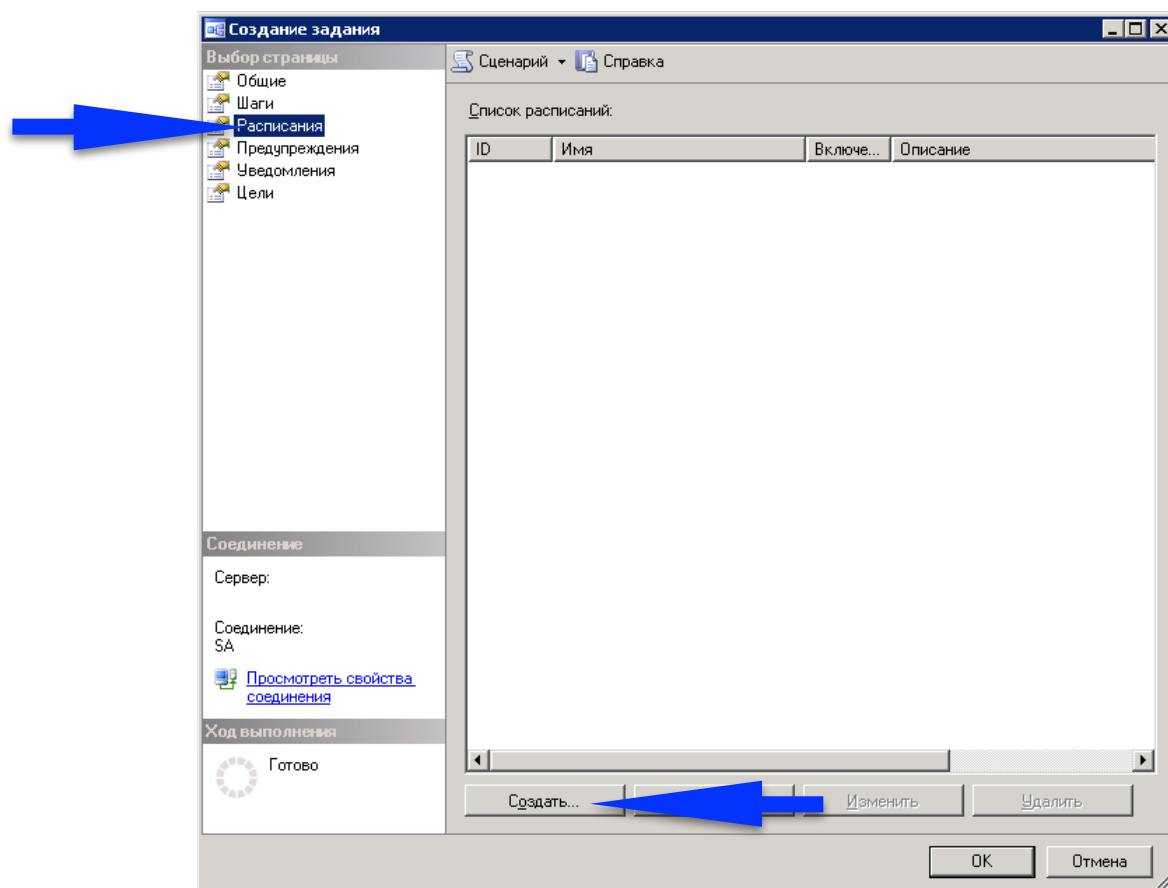 Создание задания
Выбор страницы
Общие
Шаги
Расписания
Предупреждения
Уведомления
Цели
Сценарий
Справка
Список расписаний:
ID Имя Включе... Описание
Соединение
Сервер:
Соединение:
SA
Просмотреть свойства
соединения
Ход выполнения
Готово
Создать...
Изменить
Удалить
OK
Отмена